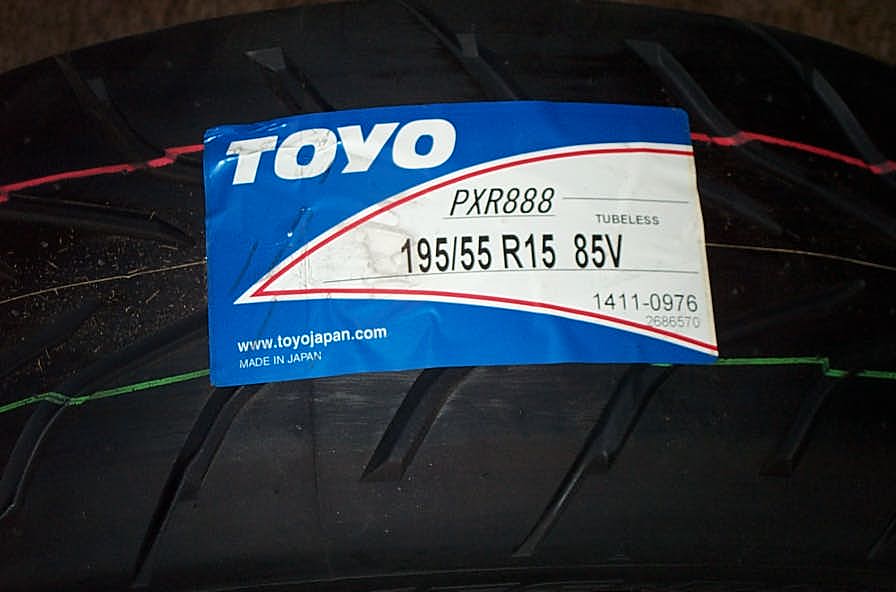 TOYO
PXR888
TUBELESS
195/55 R15 85V
1411-0976
2686570
www.toyojapan.com
MADE IN JAPAN